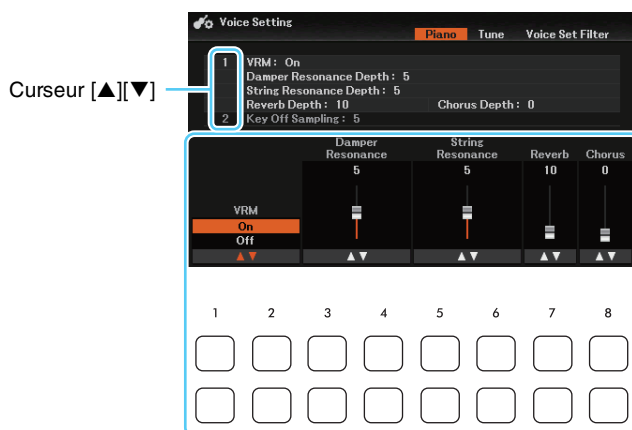 Voice Setting
Piano Tune Voice Set Filter
Curseur [▲][▼]
1 VRM : On
Damper Resonance Depth : 5
String Resonance Depth : 5
Reverb Depth : 10 Chorus Depth : 0
2 Key Off Sampling : 5
Damper Resonance String Resonance Reverb Chorus
5 5 10 0
VRM
On
Off
▲▼ ▲▼ ▲▼ ▲▼ ▲▼
1 2 3 4 5 6 7 8